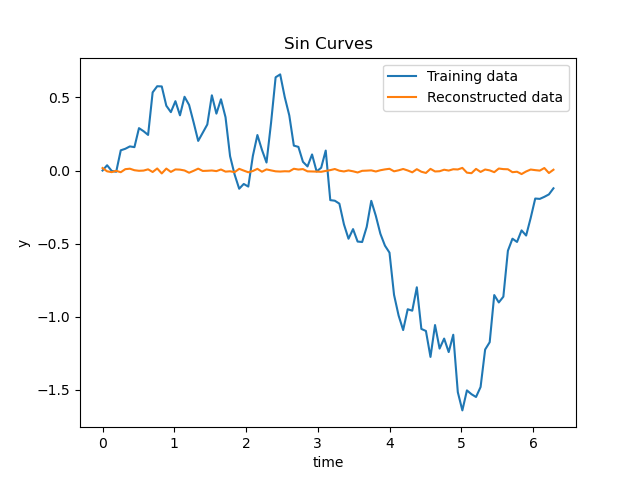 Sin Curves
Training data
Reconstructed data
0.5
0.0
−0.5
−1.0
−1.5
y
0 1 2 3 4 5 6
time